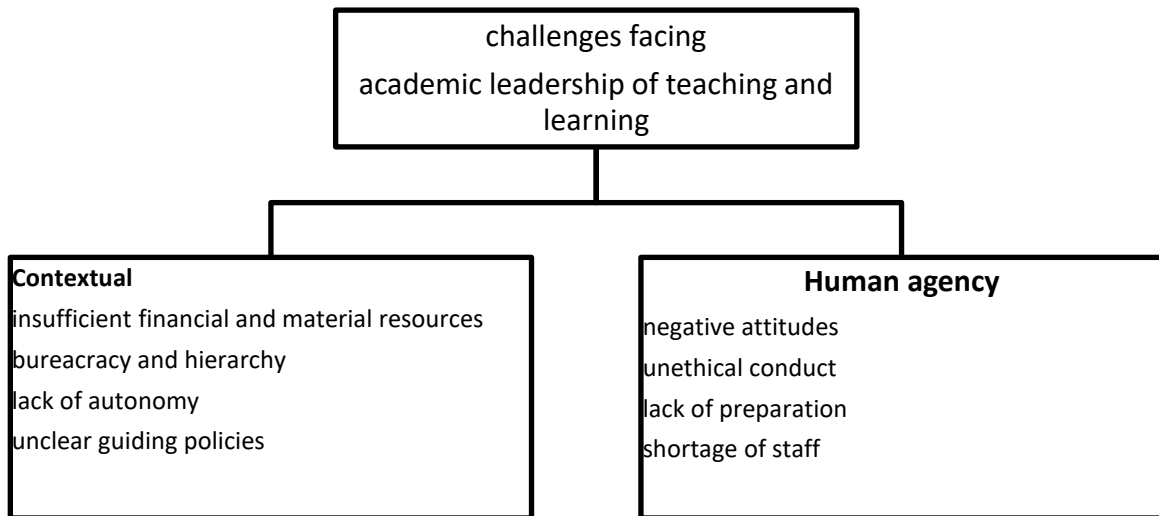 challenges facing
academic leadership of teaching and
learning
Contextual
insufficient financial and material resources
bureacracy and hierarchy
lack of autonomy
unclear guiding policies
Human agency
negative attitudes
unethical conduct
lack of preparation
shortage of staff